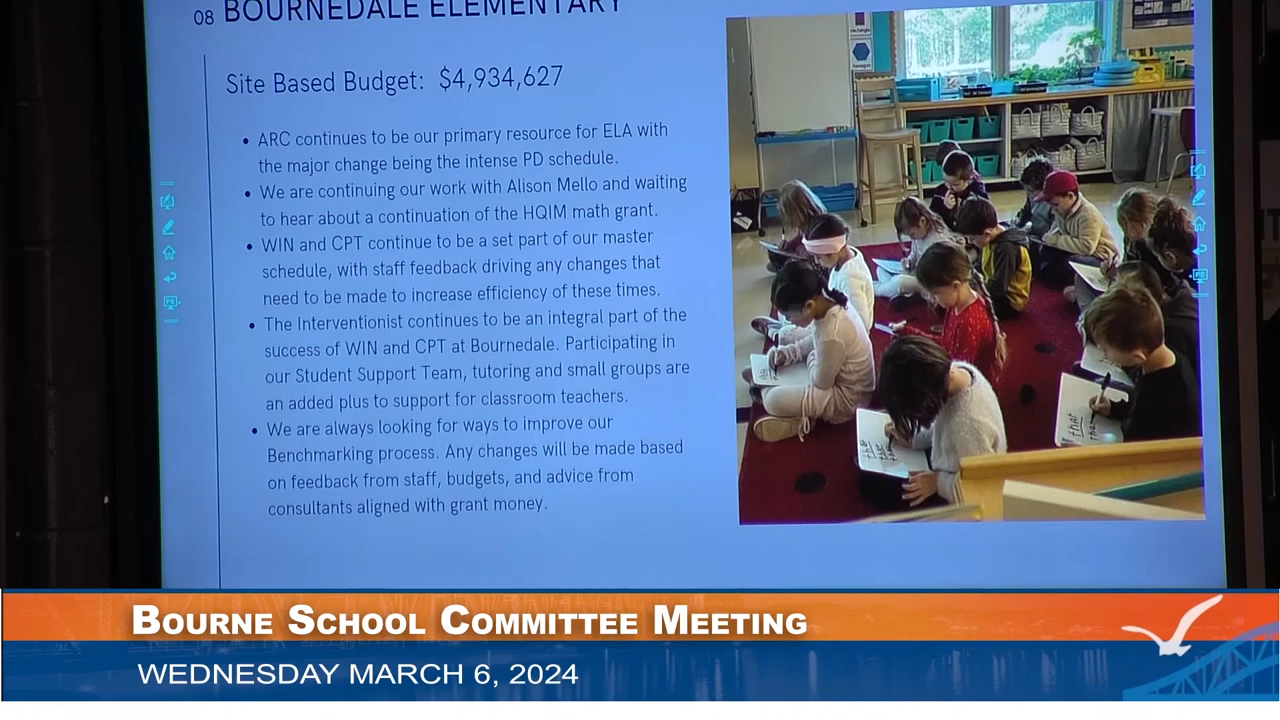 08 BOURNEDALE ELEMENTARY
Site Based Budget: $4,934,627
• ARC continues to be our primary resource for ELA with
the major change being the intense PD schedule.
• We are continuing our work with Alison Mello and waiting
to hear about a continuation of the HQIM math grant.
• WIN and CPT continue to be a set part of our master
schedule, with staff feedback driving any changes that
need to be made to increase efficiency of these times.
• The Interventionist continues to be an integral part of the
success of WIN and CPT at Bournedale. Participating in
our Student Support Team, tutoring and small groups are
an added plus to support for classroom teachers.
• We are always looking for ways to improve our
Benchmarking process. Any changes will be made based
on feedback from staff, budgets, and advice from
consultants aligned with grant money.
that
BOURNE SCHOOL COMMITTEE MEETING
WEDNESDAY MARCH 6, 2024